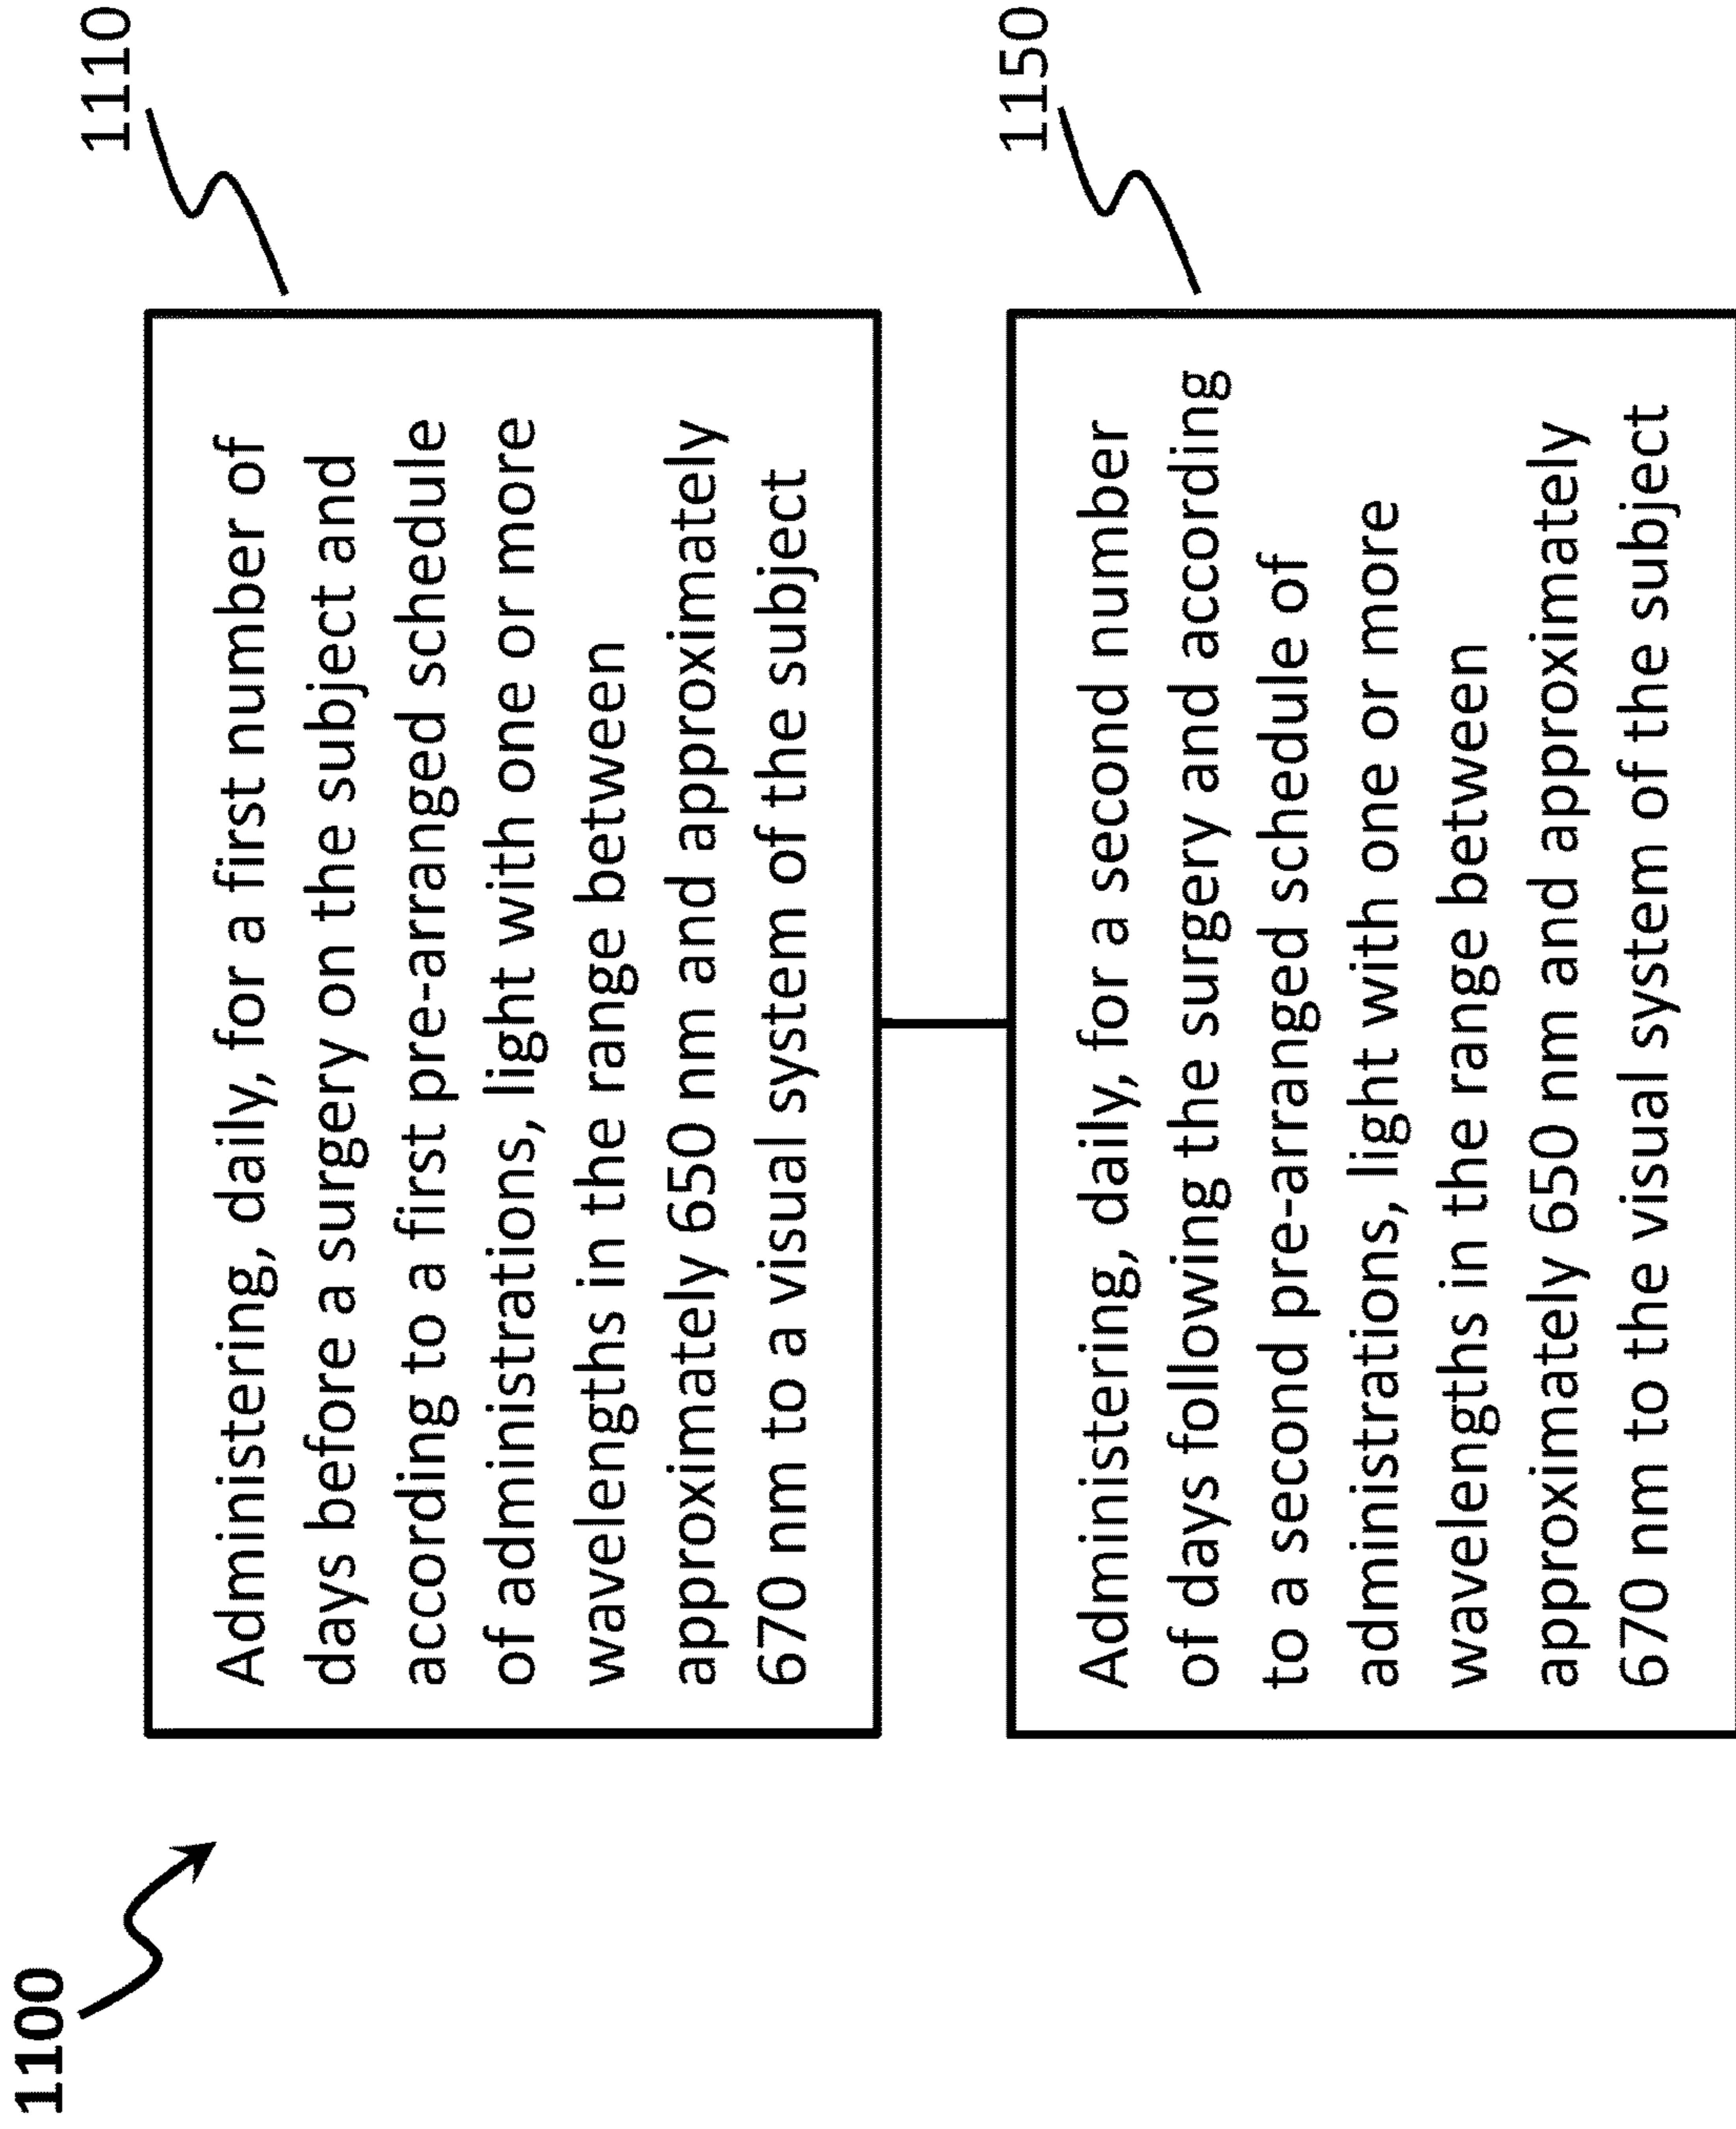 1100
1110
Administering, daily, for a first number of
days before a surgery on the subject and
according to a first pre-arranged schedule
of administrations, light with one or more
wavelengths in the range between
approximately 650 nm and approximately
670 nm to a visual system of the subject
1150
Administering, daily, for a second number
of days following the surgery and according
to a second pre-arranged schedule of
administrations, light with one or more
wavelengths in the range between
approximately 650 nm and approximately
670 nm to the visual system of the subject